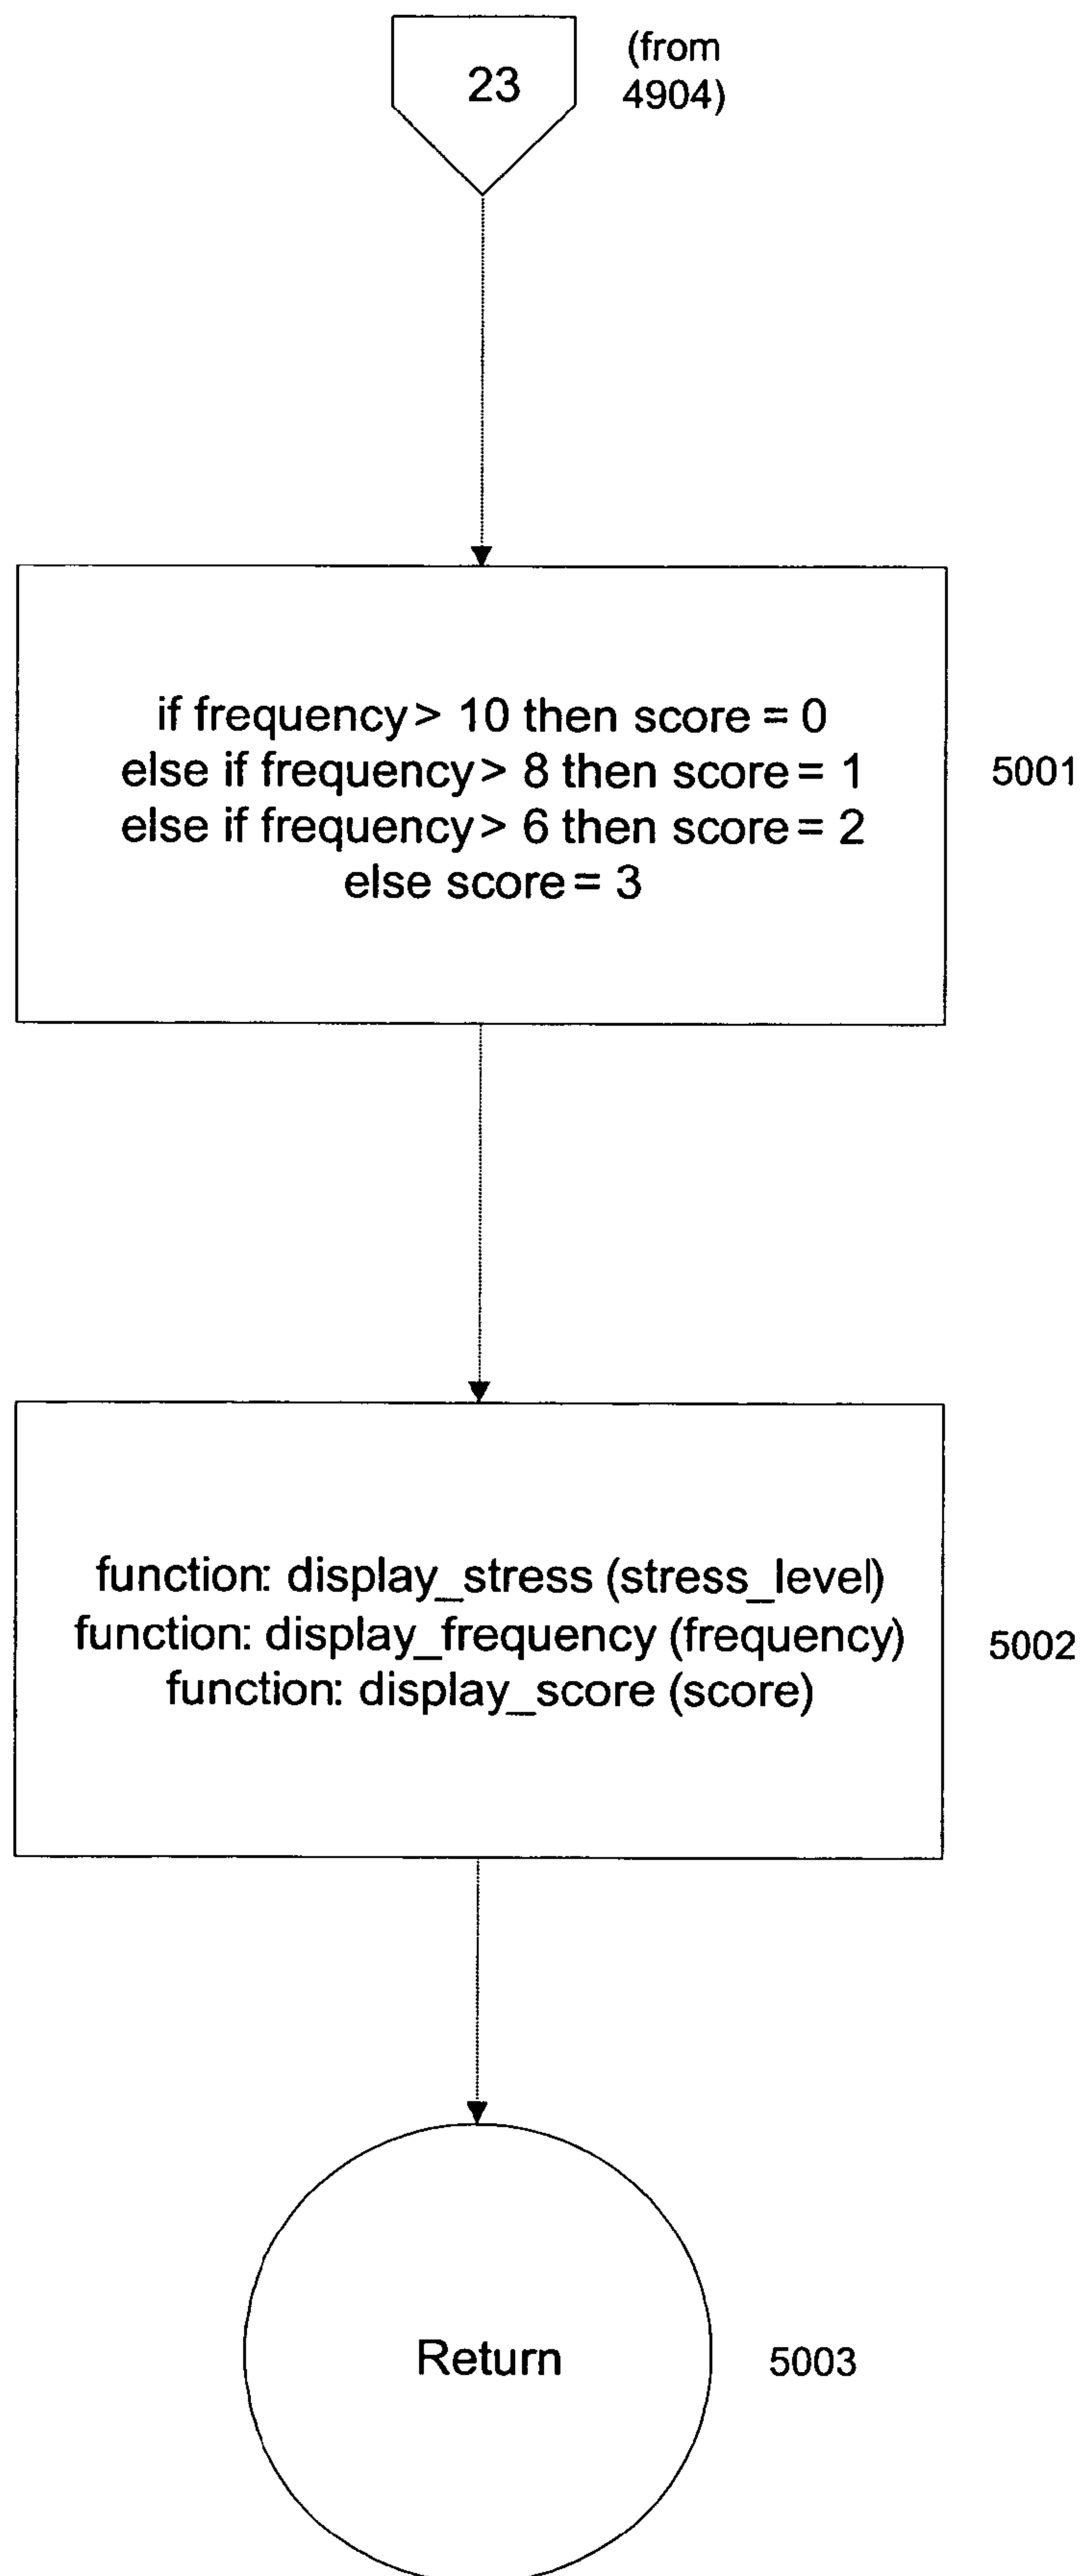 23
(from
4904)
if frequency > 10 then score = 0
else if frequency > 8 then score = 1
else if frequency > 6 then score = 2
else score = 3
5001
function: display_stress (stress_level)
function: display_frequency (frequency)
function: display_score (score)
5002
Return
5003